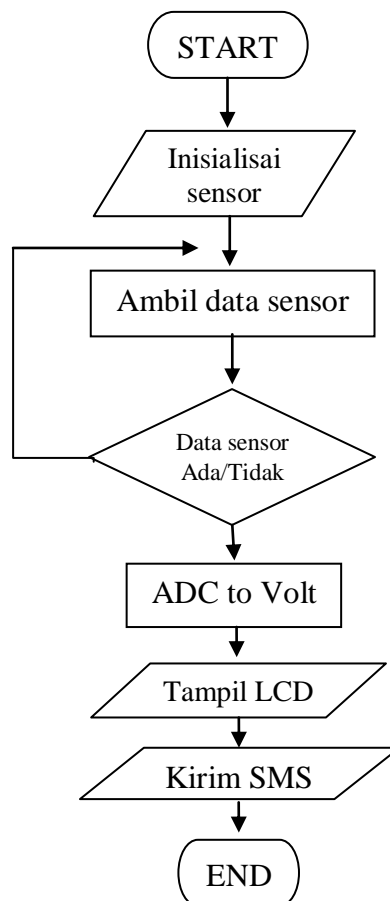 START
Inisialisai
sensor
Ambil data sensor
Data sensor
Ada/Tidak
ADC to Volt
Tampil LCD
Kirim SMS
END